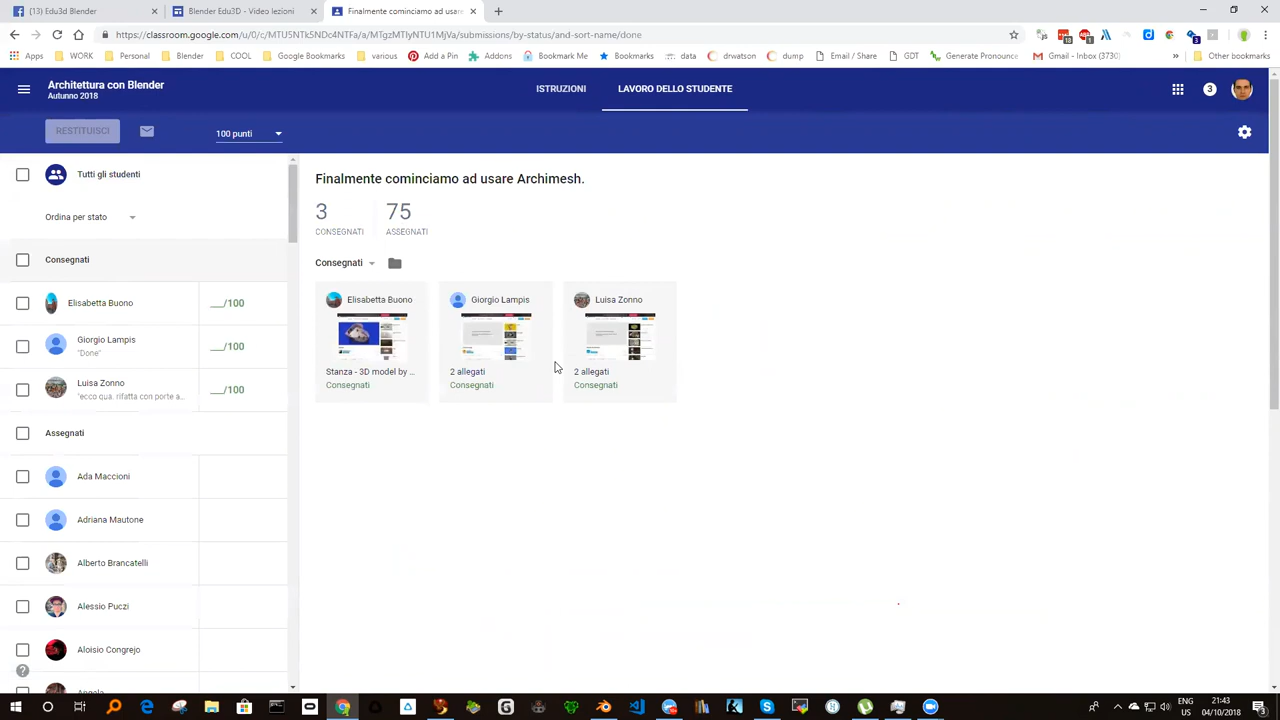 (13) Edu3d Blender
Blender Edu3D - Video lezioni
Finalmente cominciamo ad usare
https://classroom.google.com/u/0/c/MTU5NTk5NDc4NTFa/a/MTgzMTIyNTU1MjVa/submissions/by-status/and-sort-name/done
Apps WORK Personal Blender COOL Google Bookmarks various Add a Pin Addons Bookmark Me Bookmarks data drwatson dump Email / Share GDT Generate Pronounce Gmail - Inbox (3730) » Other bookmarks
Architettura con Blender
Autunno 2018
ISTRUZIONI
LAVORO DELLO STUDENTE
3
RESTITUISCI
100 punti
Tutti gli studenti
Ordina per stato
Consegnati
Elisabetta Buono
___/100
Giorgio Lampis
"Done"
___/100
Luisa Zonno
"ecco qua. rifatta con porte a...
___/100
Assegnati
Ada Maccioni
Adriana Mautone
Alberto Brancatelli
Alessio Puczi
Aloisio Congrejo
Finalmente cominciamo ad usare Archimesh.
3 75
CONSEGNATI ASSEGNATI
Consegnati
Elisabetta Buono
Stanza - 3D model by ...
Consegnati
Giorgio Lampis
2 allegati
Consegnati
Luisa Zonno
2 allegati
Consegnati
ENG
US
21:43
04/10/2018